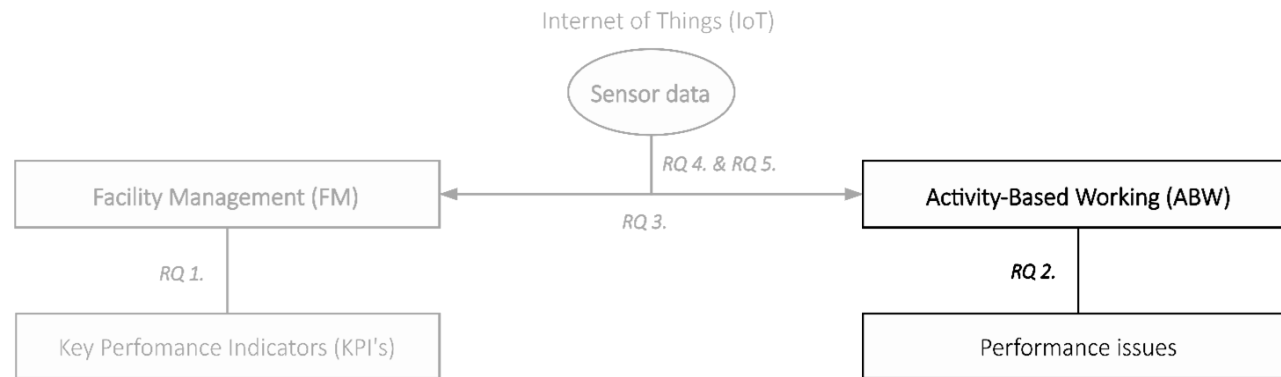 Internet of Things (IoT)
Sensor data
RQ 4. & RQ 5.
Facility Management (FM)
Activity-Based Working (ABW)
RQ 3.
RQ 1.
RQ 2.
Key Perfomance Indicators (KPI's)
Performance issues